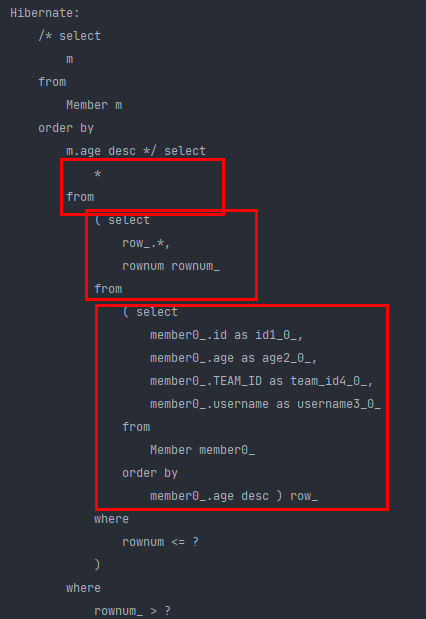 Hibernate:
/* select
m
from
Member m
order by
m.age desc */ select
*
from
( select
row_.*,
rownum rownum_
from
( select
member0_.id as id1_0_,
member0_.age as age2_0_,
member0_.TEAM_ID as team_id4_0_,
member0_.username as username3_0_
from
Member member0_
order by
member0_.age desc ) row_
where
rownum <= ?
)
where
rownum_ > ?